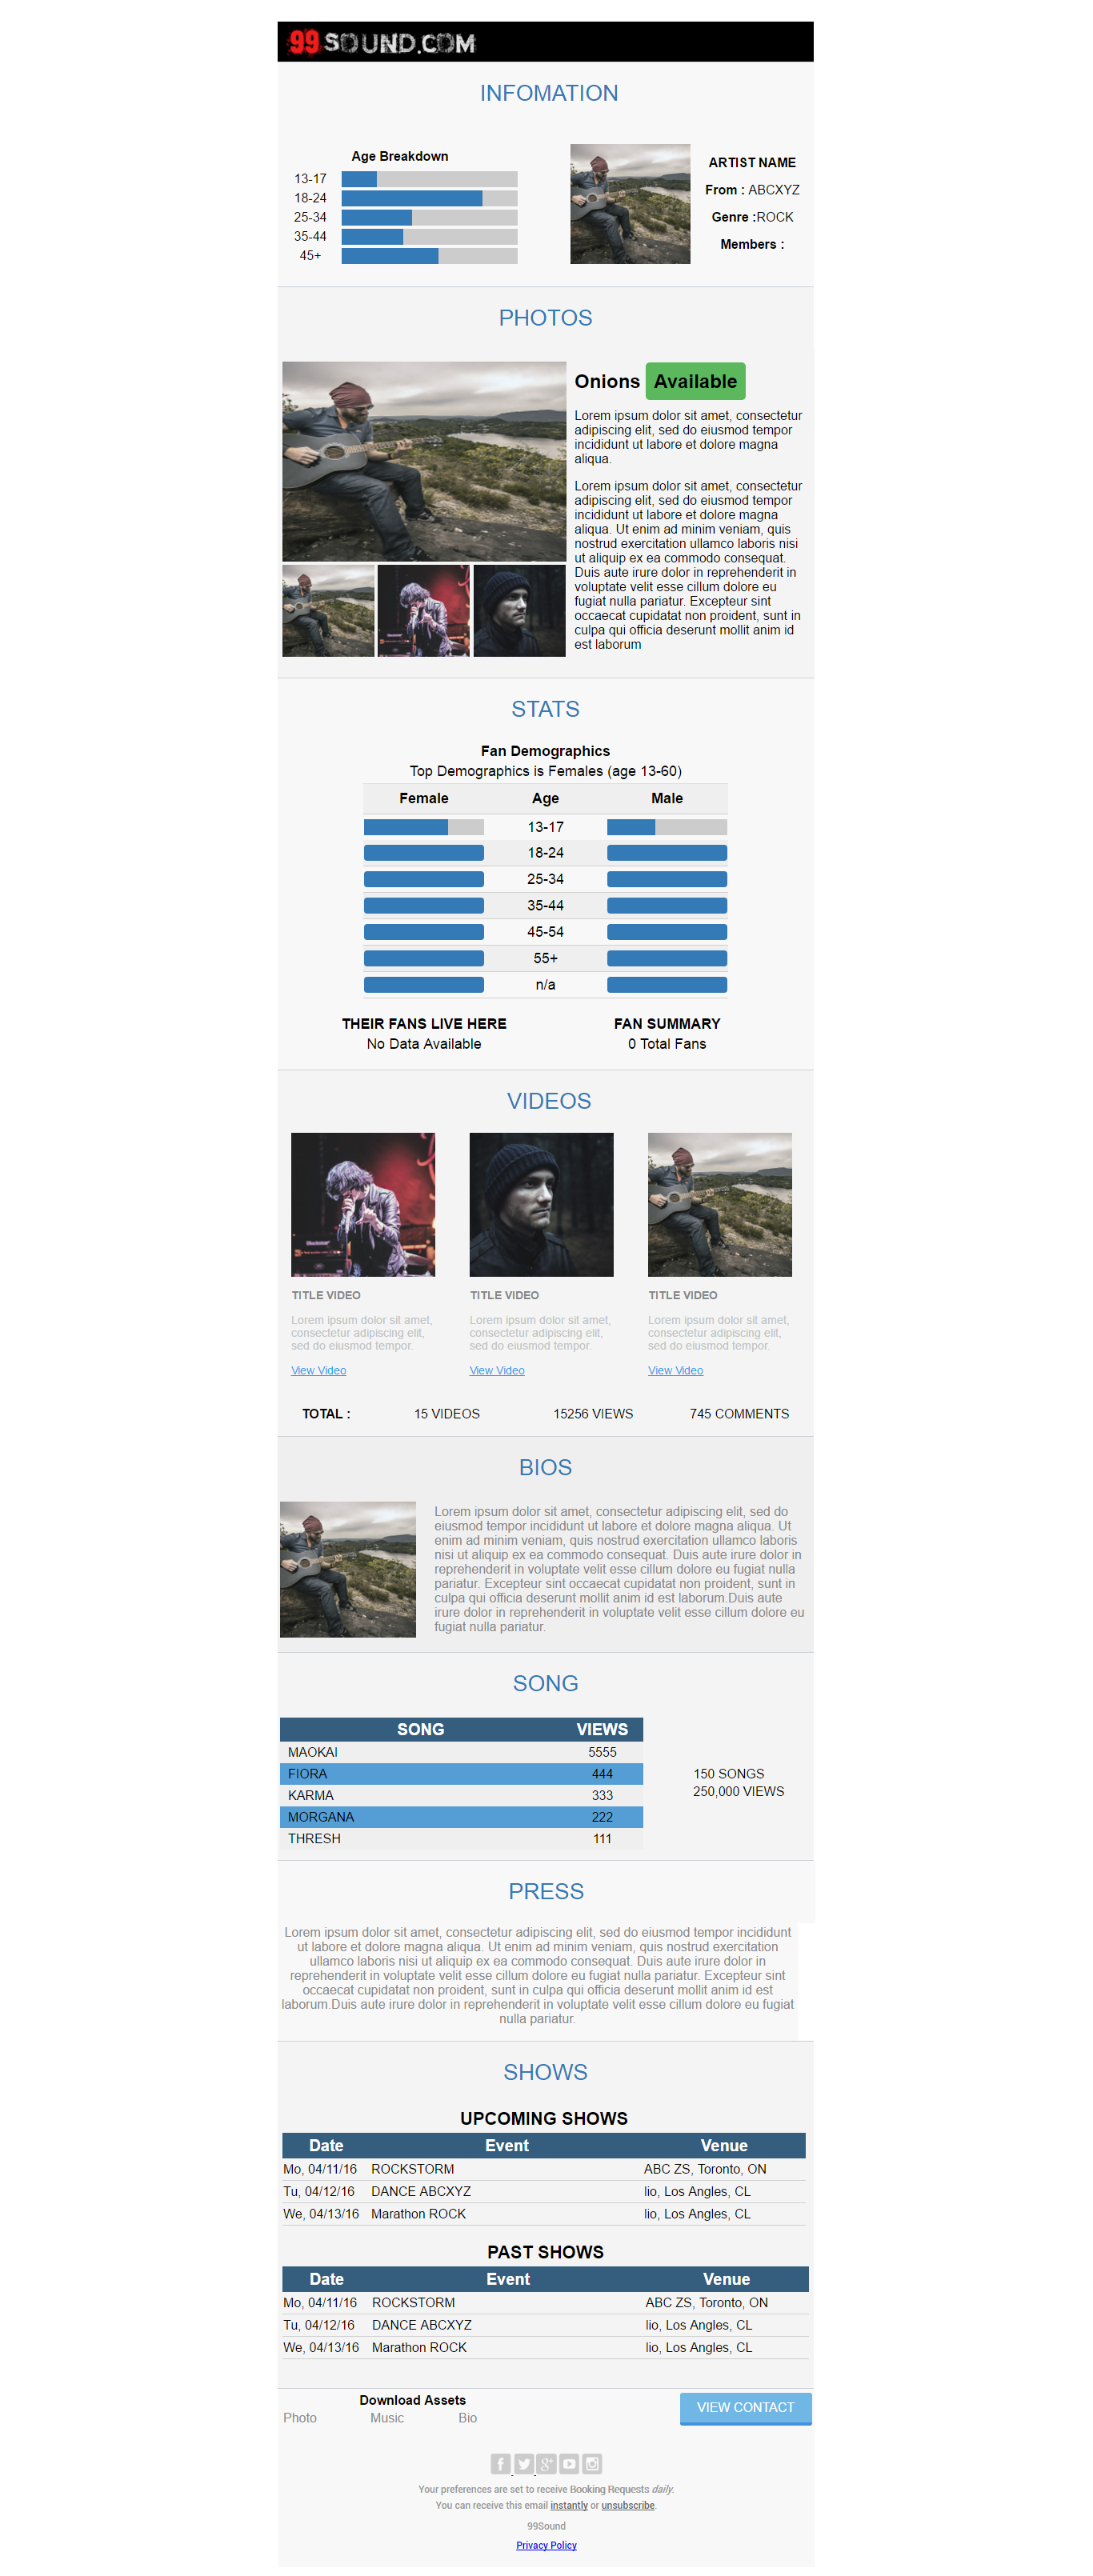 99SOUND.COM
INFOMATION
Age Breakdown
13-17
18-24
25-34
35-44
45+
ARTIST NAME
From : ABCXYZ
Genre :ROCK
Members :
PHOTOS
Onions Available
Lorem ipsum dolor sit amet, consectetur
adipiscing elit, sed do eiusmod tempor
incididunt ut labore et dolore magna
aliqua.
Lorem ipsum dolor sit amet, consectetur
adipiscing elit, sed do eiusmod tempor
incididunt ut labore et dolore magna
aliqua. Ut enim ad minim veniam, quis
nostrud exercitation ullamco laboris nisi
ut aliquip ex ea commodo consequat.
Duis aute irure dolor in reprehenderit in
voluptate velit esse cillum dolore eu
fugiat nulla pariatur. Excepteur sint
occaecat cupidatat non proident, sunt in
culpa qui officia deserunt mollit anim id
est laborum
STATS
Fan Demographics
Top Demographics is Females (age 13-60)
Female Age Male
13-17
18-24
25-34
35-44
45-54
55+
n/a
THEIR FANS LIVE HERE
No Data Available
FAN SUMMARY
0 Total Fans
VIDEOS
TITLE VIDEO
Lorem ipsum dolor sit amet,
consectetur adipiscing elit,
sed do eiusmod tempor.
View Video
TITLE VIDEO
Lorem ipsum dolor sit amet,
consectetur adipiscing elit,
sed do eiusmod tempor.
View Video
TITLE VIDEO
Lorem ipsum dolor sit amet,
consectetur adipiscing elit,
sed do eiusmod tempor.
View Video
TOTAL : 15 VIDEOS 15256 VIEWS 745 COMMENTS
BIOS
Lorem ipsum dolor sit amet, consectetur adipiscing elit, sed do
eiusmod tempor incididunt ut labore et dolore magna aliqua. Ut
enim ad minim veniam, quis nostrud exercitation ullamco laboris
nisi ut aliquip ex ea commodo consequat. Duis aute irure dolor in
reprehenderit in voluptate velit esse cillum dolore eu fugiat nulla
pariatur. Excepteur sint occaecat cupidatat non proident, sunt in
culpa qui officia deserunt mollit anim id est laborum.Duis aute
irure dolor in reprehenderit in voluptate velit esse cillum dolore eu
fugiat nulla pariatur.
SONG
SONG VIEWS
MAOKAI 5555
FIORA 444
KARMA 333
MORGANA 222
THRESH 111
150 SONGS
250,000 VIEWS
PRESS
Lorem ipsum dolor sit amet, consectetur adipiscing elit, sed do eiusmod tempor incididunt
ut labore et dolore magna aliqua. Ut enim ad minim veniam, quis nostrud exercitation
ullamco laboris nisi ut aliquip ex ea commodo consequat. Duis aute irure dolor in
reprehenderit in voluptate velit esse cillum dolore eu fugiat nulla pariatur. Excepteur sint
occaecat cupidatat non proident, sunt in culpa qui officia deserunt mollit anim id est
laborum.Duis aute irure dolor in reprehenderit in voluptate velit esse cillum dolore eu fugiat
nulla pariatur.
SHOWS
UPCOMING SHOWS
Date Event Venue
Mo, 04/11/16 ROCKSTORM ABC ZS, Toronto, ON
Tu, 04/12/16 DANCE ABCXYZ lio, Los Angles, CL
We, 04/13/16 Marathon ROCK lio, Los Angles, CL
PAST SHOWS
Date Event Venue
Mo, 04/11/16 ROCKSTORM ABC ZS, Toronto, ON
Tu, 04/12/16 DANCE ABCXYZ lio, Los Angles, CL
We, 04/13/16 Marathon ROCK lio, Los Angles, CL
Download Assets
Photo Music Bio
VIEW CONTACT
Your preferences are set to receive Booking Requests daily.
You can receive this email instantly or unsubscribe.
99Sound
Privacy Policy